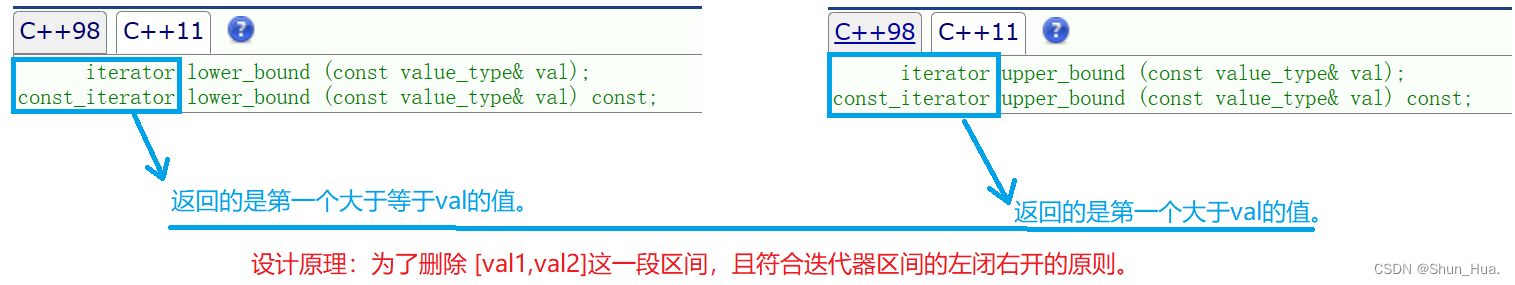 C++98 C++11 ?
iterator lower_bound (const value_type& val);
const_iterator lower_bound (const value_type& val) const;
返回的是第一个大于等于val的值。
C++98 C++11 ?
iterator upper_bound (const value_type& val);
const_iterator upper_bound (const value_type& val) const;
返回的是第一个大于val的值。
设计原理：为了删除 [val1,val2]这一段区间，且符合迭代器区间的左闭右开的原则。
CSDN @Shun_Hua.